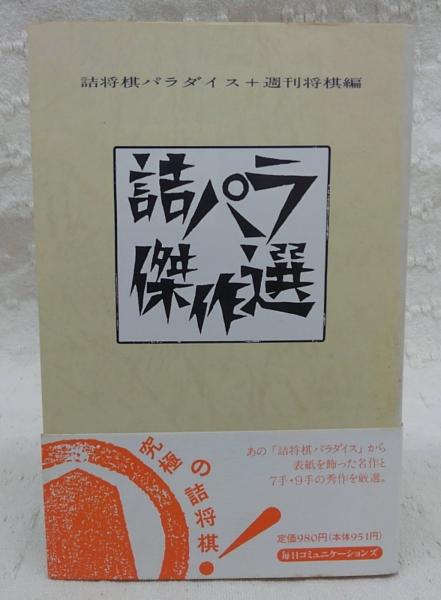 詰将棋パラダイス＋週刊将棋編
詰パラ
傑作選
究極の詰将棋!
あの「詰将棋パラダイス」から
表紙を飾った名作と
7手・9手の秀作を厳選。
定価980円(本体951円)
毎日コミュニケーションズ